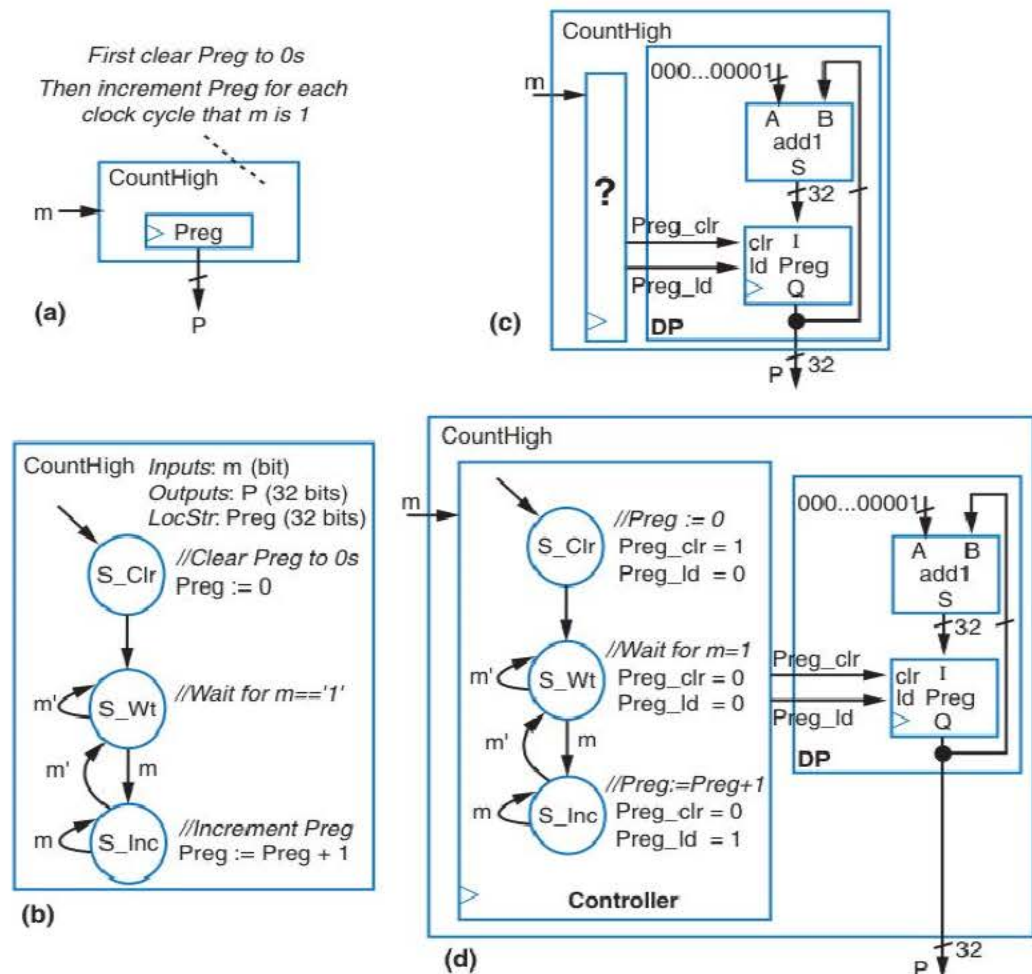 First clear Preg to 0s
Then increment Preg for each
clock cycle that m is 1
CountHigh
m
Preg
P
(a)
CountHigh
m
?
000...00001
A B
add1
S
32
Preg_clr
Preg_ld
clr I
ld Preg
Q
DP
P
32
(c)
CountHigh
Inputs: m (bit)
Outputs: P (32 bits)
LocStr: Preg (32 bits)
S_Clr
//Clear Preg to 0s
Preg := 0
m'
S_Wt
//Wait for m=='1'
m'
m
m
S_Inc
//Increment Preg
Preg := Preg + 1
(b)
CountHigh
m
S_Clr
//Preg := 0
Preg_clr = 1
Preg_ld = 0
m'
S_Wt
//Wait for m=1
Preg_clr = 0
Preg_ld = 0
m'
m
m
S_Inc
//Preg:=Preg+1
Preg_clr = 0
Preg_ld = 1
Controller
Preg_clr
Preg_ld
000...00001
A B
add1
S
32
clr I
ld Preg
Q
DP
32
P
(d)